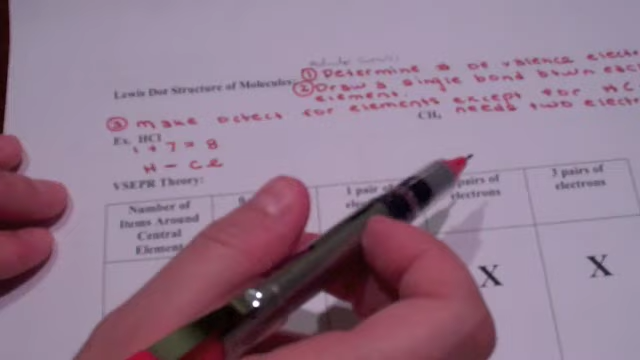 ① Determine # of valence elect
Lewis Dot Structure of Molecules: ② Draw a single bond btwn each
element.
③ make octect for elements except for H
CH₄ needs two elect
Ex. HCl
1 + 7 = 8
H - Cl
VSEPR Theory:
Number of Items Around Central Element
1 pair of
pairs of electrons
3 pairs of electrons
X
X